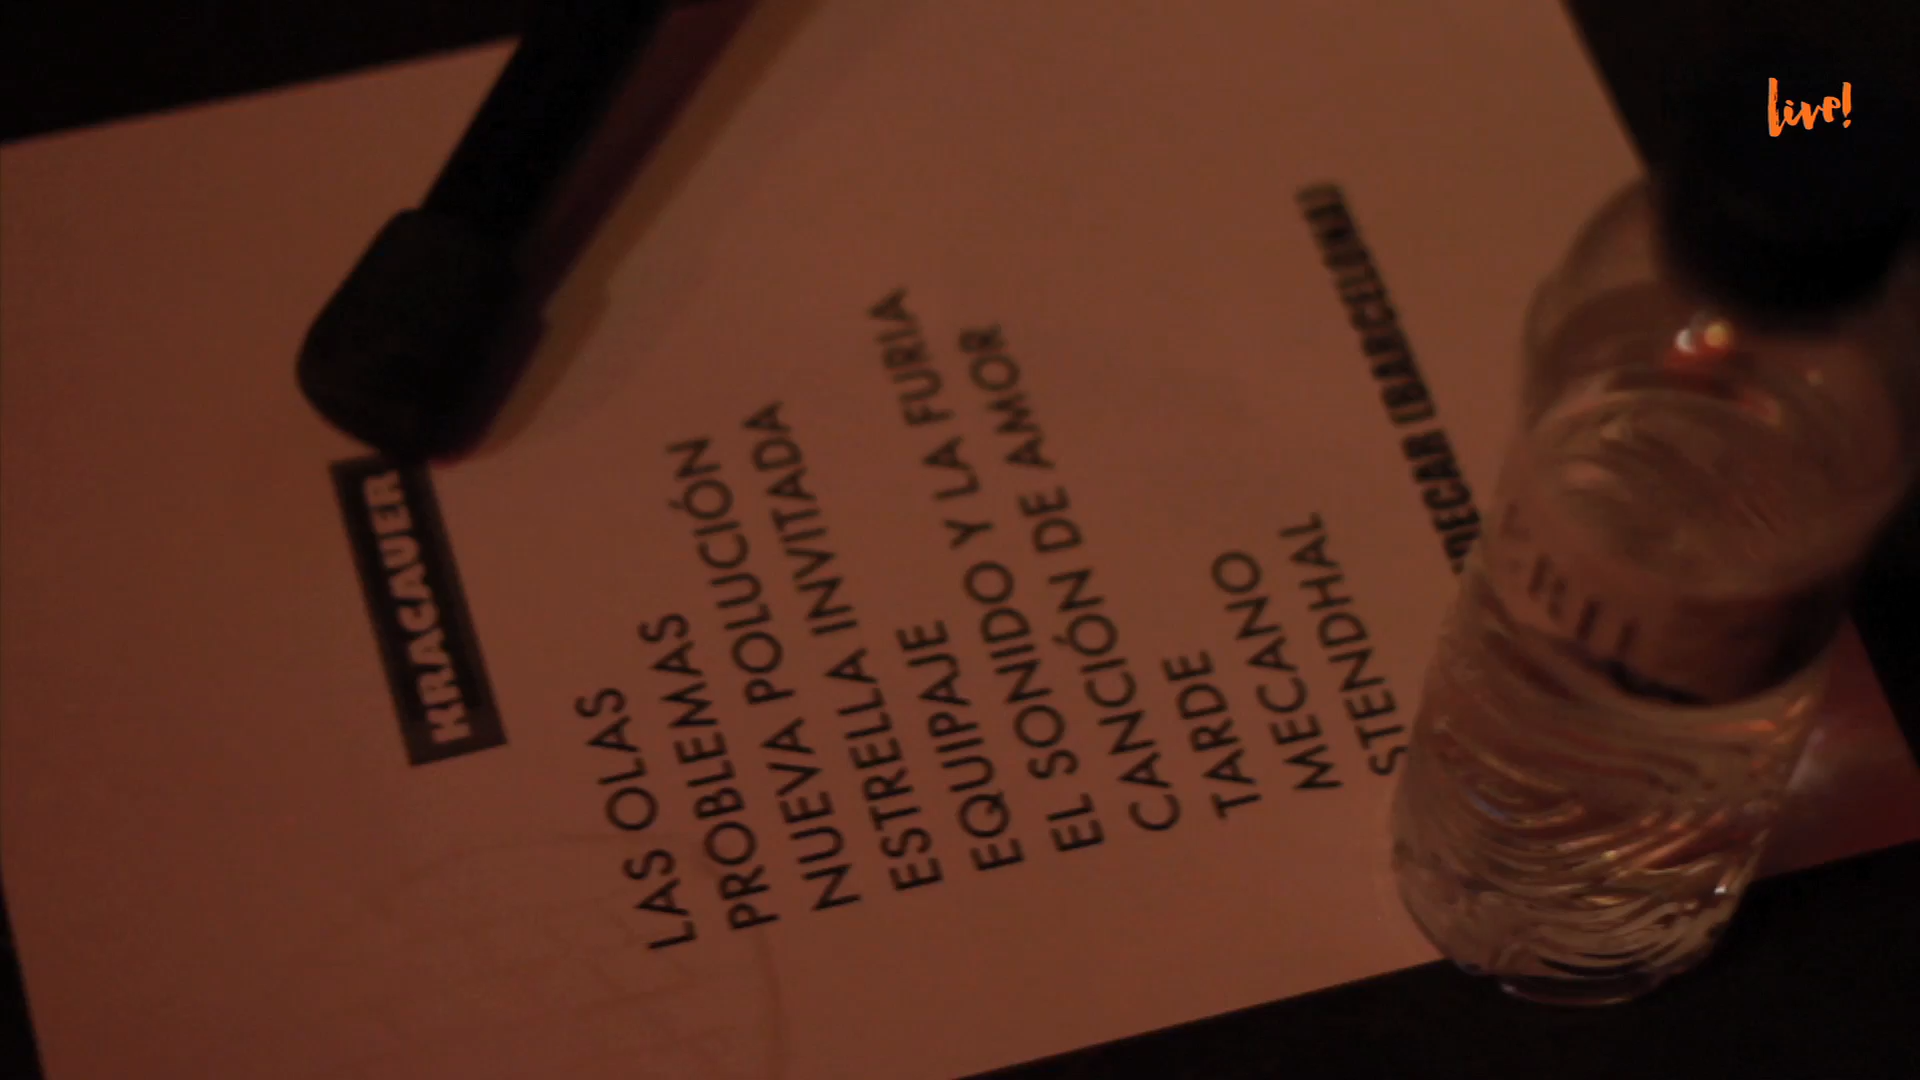 KRACAUER
LAS OLAS
PROBLEMAS
NUEVA POLUCIÓN
ESTRELLA INVITADA
EQUIPAJE
EL SONIDO Y LA FURIA
CANCIÓN DE AMOR
TARDE
MECANO
STENDHAL
live!